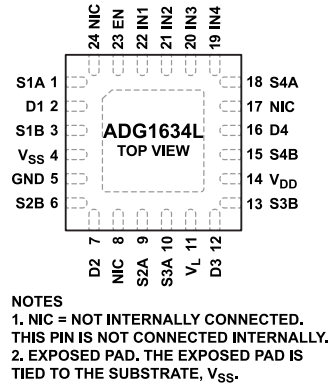 24 NIC
23 EN
22 IN1
21 IN2
20 IN3
19 IN4
S1A 1
D1 2
S1B 3
VSS 4
GND 5
S2B 6
ADG1634L
TOP VIEW
18 S4A
17 NIC
16 D4
15 S4B
14 VDD
13 S3B
D2 7
NIC 8
S2A 9
S3A 10
VL 11
D3 12
NOTES
1. NIC = NOT INTERNALLY CONNECTED.
THIS PIN IS NOT CONNECTED INTERNALLY.
2. EXPOSED PAD. THE EXPOSED PAD IS
TIED TO THE SUBSTRATE, VSS.